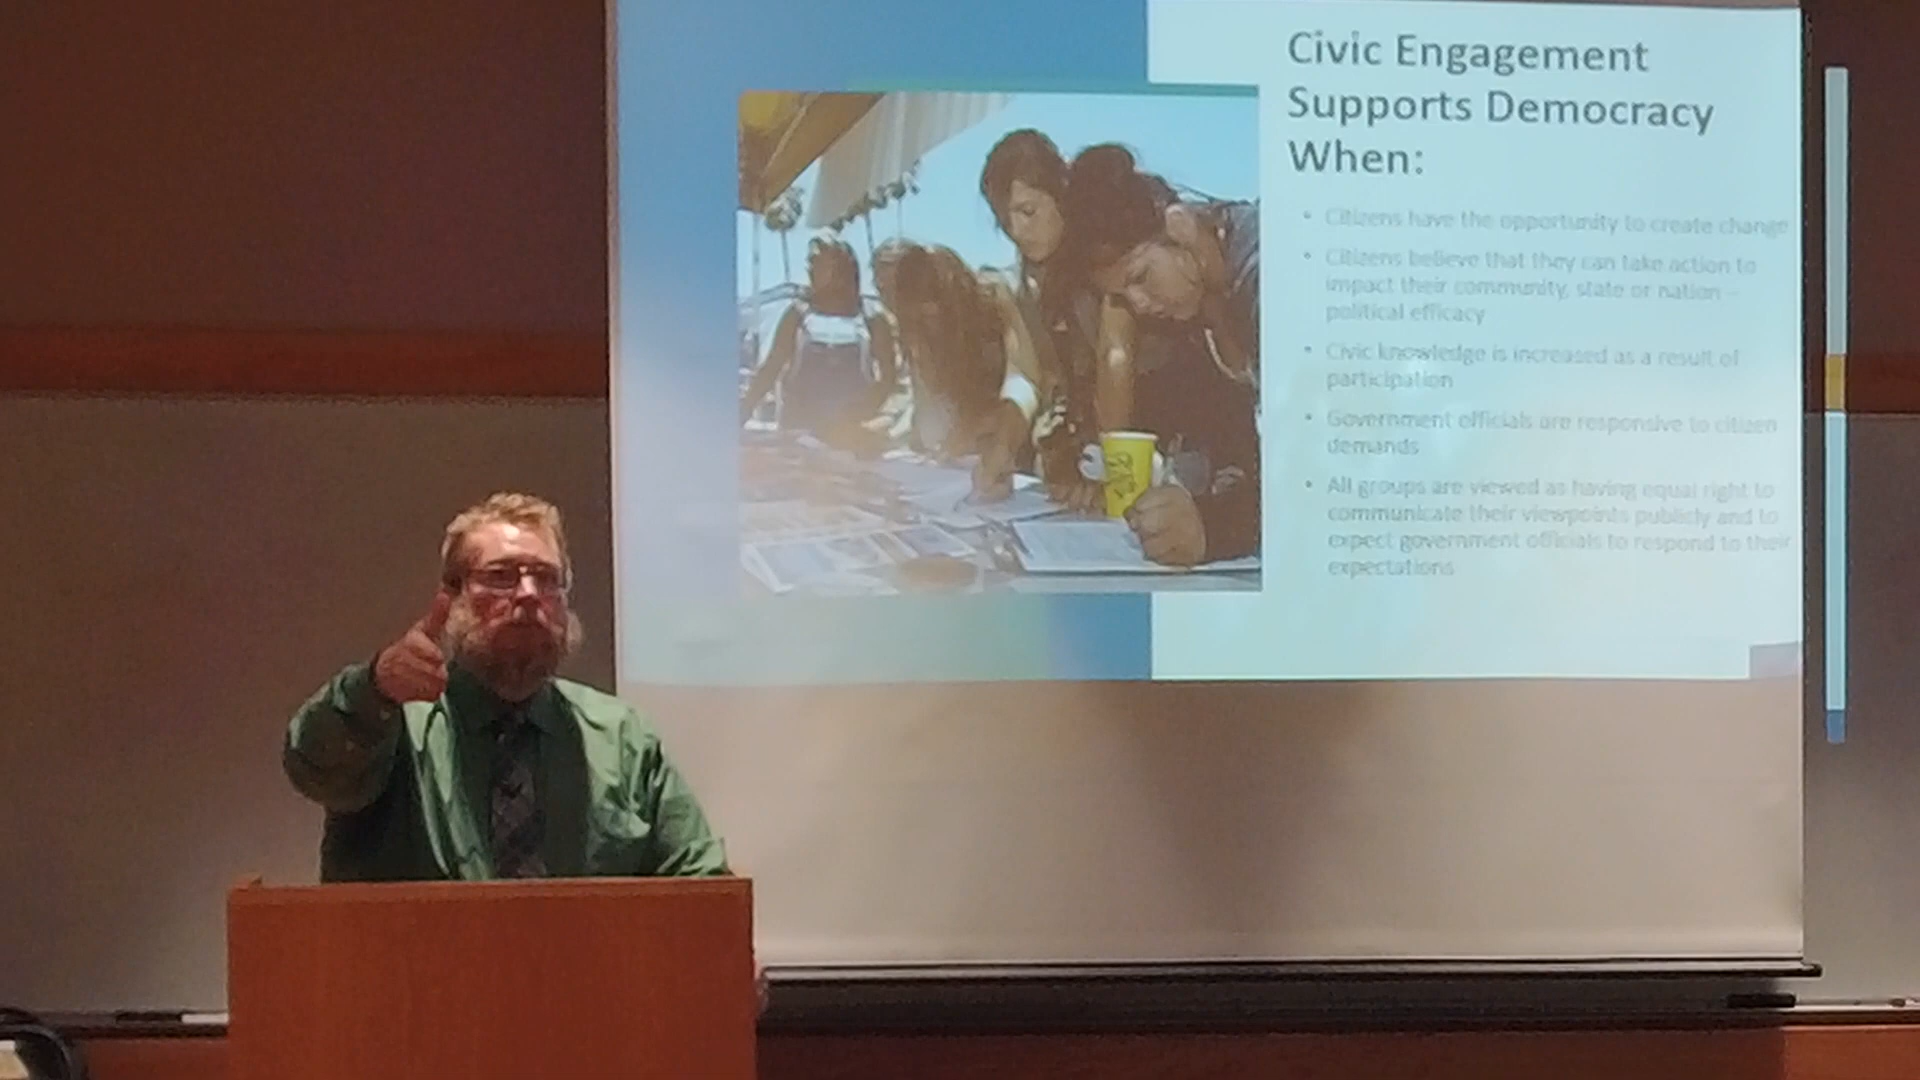 Civic Engagement
Supports Democracy
When:
• Citizens have the opportunity to create change
• Citizens believe that they can take action to
impact their community, state or nation –
political efficacy
• Civic knowledge is increased as a result of
participation
• Government officials are responsive to citizen
demands
• All groups are viewed as having equal right to
communicate their viewpoints publicly and to
expect government officials to respond to their
expectations